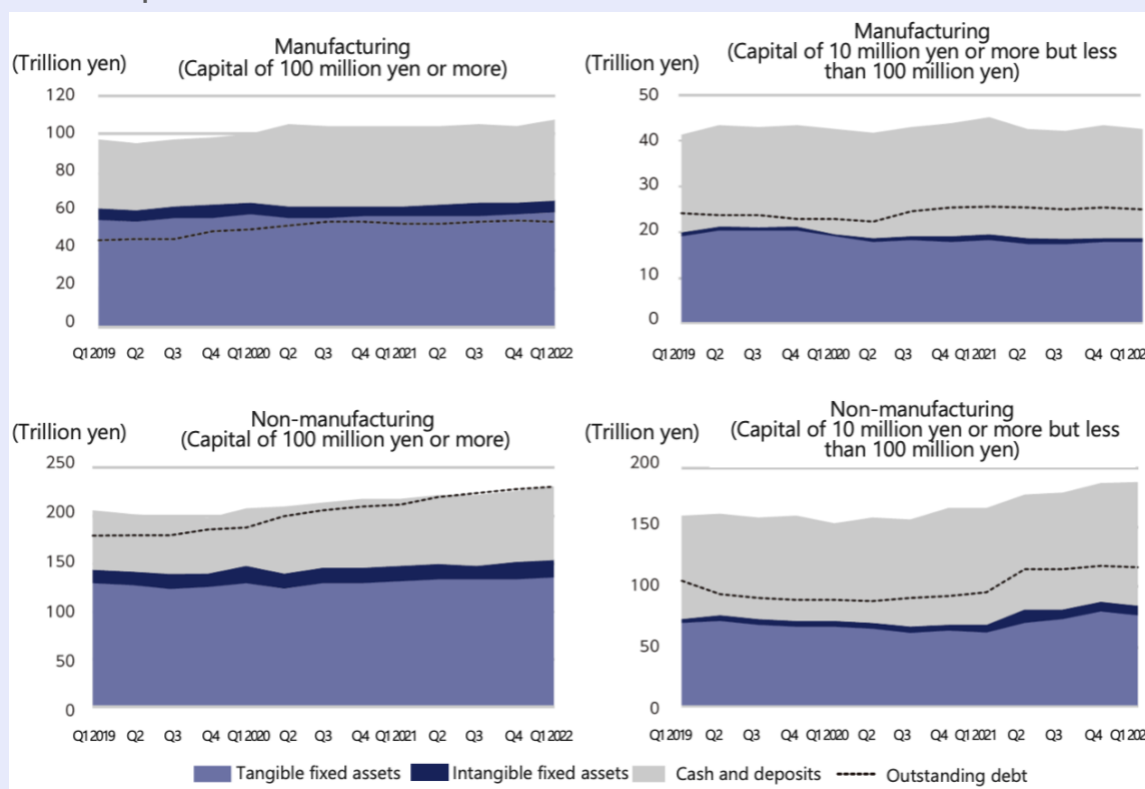 Manufacturing
(Capital of 100 million yen or more)
(Trillion yen)
120
100
80
60
40
20
0
Q1 2019 Q2 Q3 Q4 Q1 2020 Q2 Q3 Q4 Q1 2021 Q2 Q3 Q4 Q1 2022
Manufacturing
(Capital of 10 million yen or more but less
than 100 million yen)
(Trillion yen)
50
40
30
20
10
0
Q1 2019 Q2 Q3 Q4 Q1 2020 Q2 Q3 Q4 Q1 2021 Q2 Q3 Q4 Q1 202
Non-manufacturing
(Capital of 100 million yen or more)
(Trillion yen)
250
200
150
100
50
0
Q1 2019 Q2 Q3 Q4 Q1 2020 Q2 Q3 Q4 Q1 2021 Q2 Q3 Q4 Q1 2022
Non-manufacturing
(Capital of 10 million yen or more but less
than 100 million yen)
(Trillion yen)
200
150
100
50
0
Q1 2019 Q2 Q3 Q4 Q1 2020 Q2 Q3 Q4 Q1 2021 Q2 Q3 Q4 Q1 202
Tangible fixed assets Intangible fixed assets Cash and deposits Outstanding debt